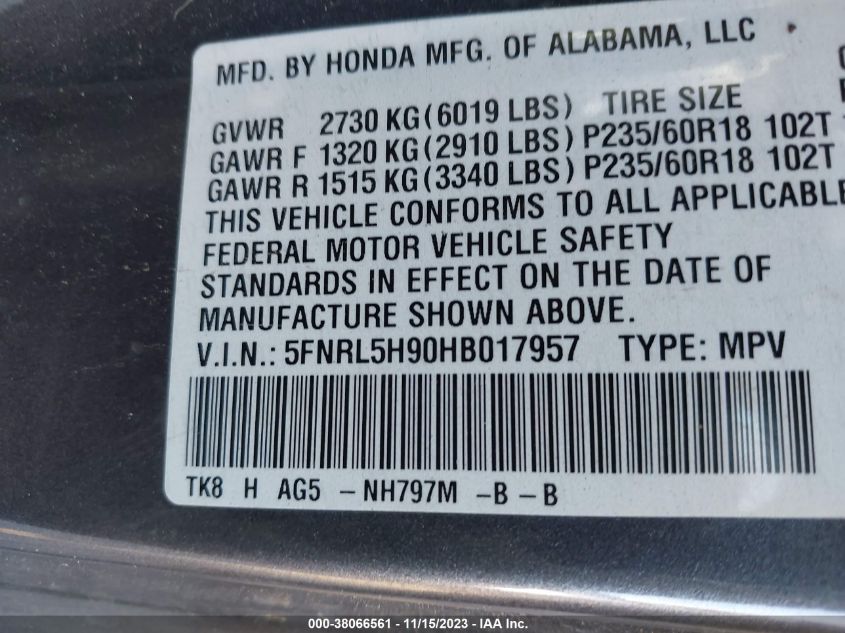 MFD. BY HONDA MFG. OF ALABAMA, LLC
GVWR 2730 KG (6019 LBS) TIRE SIZE
GAWR F 1320 KG (2910 LBS) P235/60R18 102T
GAWR R 1515 KG (3340 LBS) P235/60R18 102T
THIS VEHICLE CONFORMS TO ALL APPLICABLE
FEDERAL MOTOR VEHICLE SAFETY
STANDARDS IN EFFECT ON THE DATE OF
MANUFACTURE SHOWN ABOVE.
V.I.N.: 5FNRL5H90HB017957 TYPE: MPV
TK8 H AG5 -NH797M -B -B
000-38066561 - 11/15/2023 - IAA Inc.